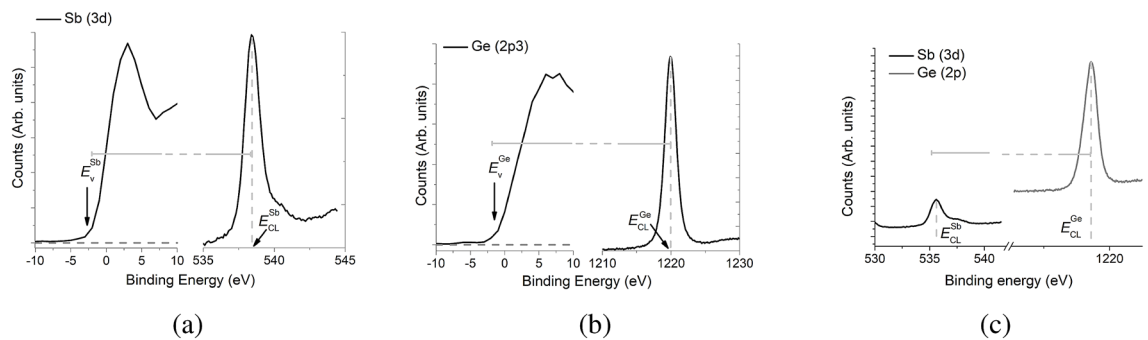 Sb (3d)
Counts (Arb. units)
E_v^Sb
E_CL^Sb
-10 -5 0 5 10 535 540 545
Binding Energy (eV)
(a)
Ge (2p3)
Counts (Arb. units)
E_v^Ge
E_CL^Ge
-10 -5 0 5 10 1210 1220 1230
Binding Energy (eV)
(b)
Sb (3d)
Ge (2p)
Counts (Arb. units)
E_CL^Sb
E_CL^Ge
530 535 540 1220
Binding energy (eV)
(c)